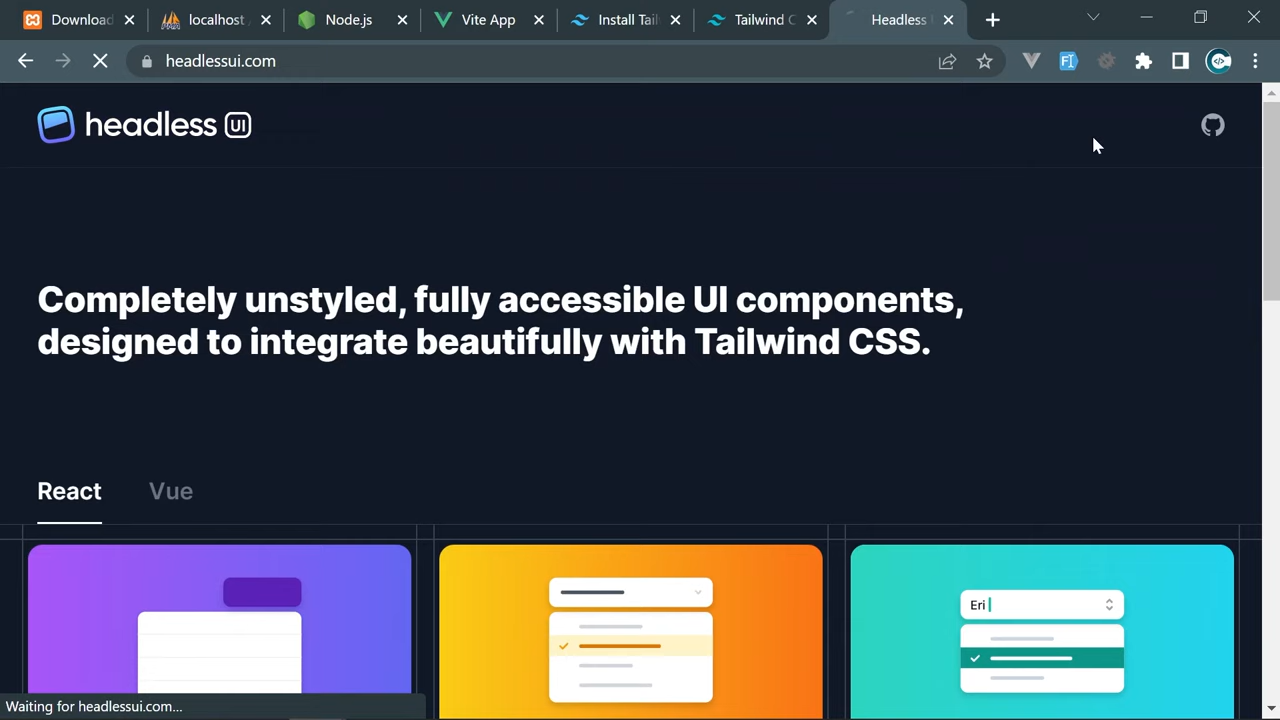 Download
localhost /
Node.js
Vite App
Install Tail
Tailwind C
Headless
headlessui.com
headless UI
Completely unstyled, fully accessible UI components,
designed to integrate beautifully with Tailwind CSS.
React
Vue
Eri
Waiting for headlessui.com...